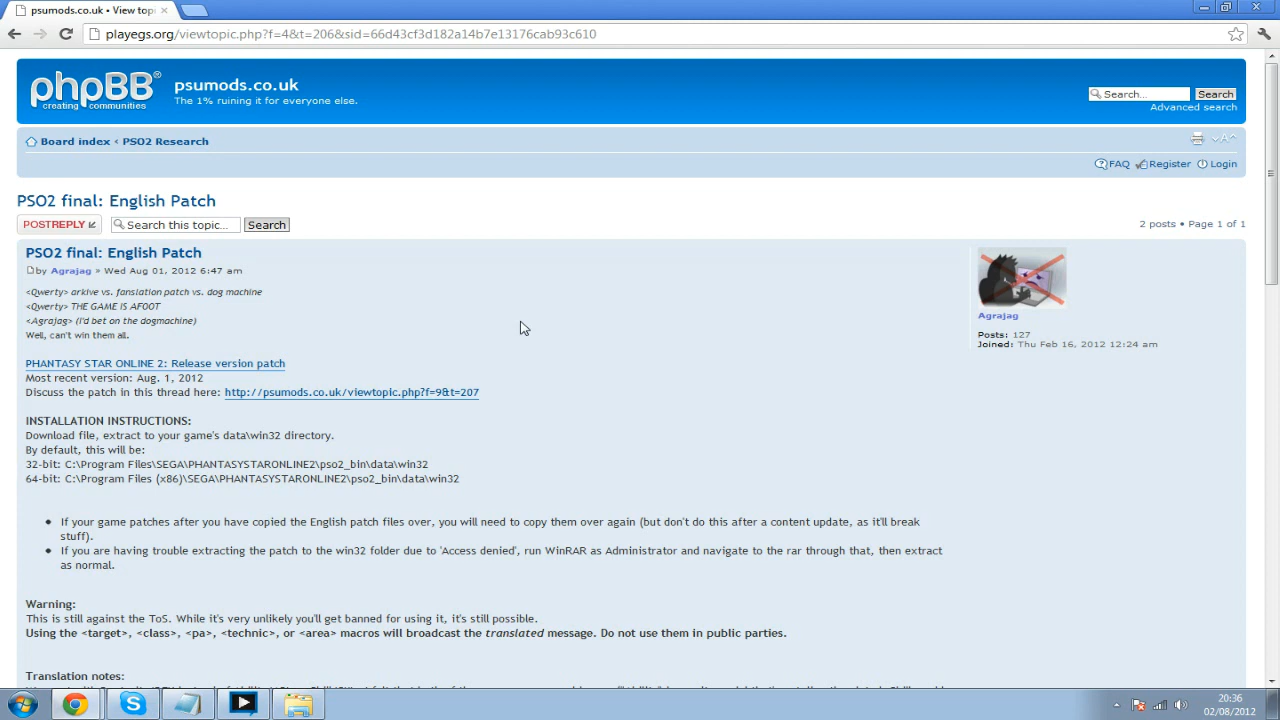 psumods.co.uk • View topi
playegs.org/viewtopic.php?f=4&t=206&sid=66d43cf3d182a14b7e13176cab93c610
phpBB®
creating communities
psumods.co.uk
The 1% ruining it for everyone else.
Search... Search
Advanced search
Board index ‹ PSO2 Research
FAQ Register Login
PSO2 final: English Patch
POSTREPLY Search this topic... Search
2 posts • Page 1 of 1
PSO2 final: English Patch
by Agrajag » Wed Aug 01, 2012 6:47 am
<Qwerty> arkive vs. fanslation patch vs. dog machine
<Qwerty> THE GAME IS AFOOT
<Agrajag> (I'd bet on the dogmachine)
Well, can't win them all.
Agrajag
Posts: 127
Joined: Thu Feb 16, 2012 12:24 am
PHANTASY STAR ONLINE 2: Release version patch
Most recent version: Aug. 1, 2012
Discuss the patch in this thread here: http://psumods.co.uk/viewtopic.php?f=9&t=207
INSTALLATION INSTRUCTIONS:
Download file, extract to your game's data\win32 directory.
By default, this will be:
32-bit: C:\Program Files\SEGA\PHANTASYSTARONLINE2\pso2_bin\data\win32
64-bit: C:\Program Files (x86)\SEGA\PHANTASYSTARONLINE2\pso2_bin\data\win32
• If your game patches after you have copied the English patch files over, you will need to copy them over again (but don't do this after a content update, as it'll break
stuff).
• If you are having trouble extracting the patch to the win32 folder due to 'Access denied', run WinRAR as Administrator and navigate to the rar through that, then extract
as normal.
Warning:
This is still against the ToS. While it's very unlikely you'll get banned for using it, it's still possible.
Using the <target>, <class>, <pa>, <technic>, or <area> macros will broadcast the translated message. Do not use them in public parties.
Translation notes:
20:36
02/08/2012